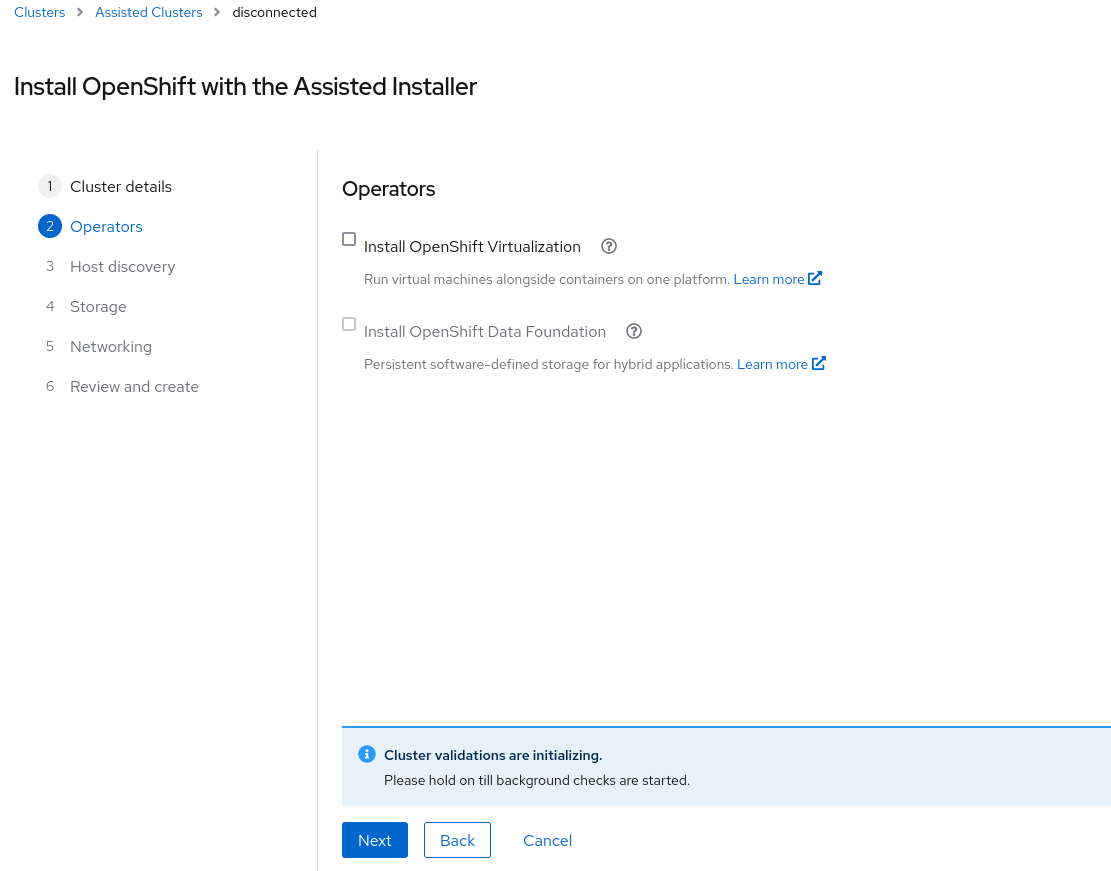 Clusters > Assisted Clusters > disconnected
Install OpenShift with the Assisted Installer
1 Cluster details
2 Operators
3 Host discovery
4 Storage
5 Networking
6 Review and create
Operators
Install OpenShift Virtualization ?
Run virtual machines alongside containers on one platform. Learn more
Install OpenShift Data Foundation ?
Persistent software-defined storage for hybrid applications. Learn more
i Cluster validations are initializing.
Please hold on till background checks are started.
Next Back Cancel